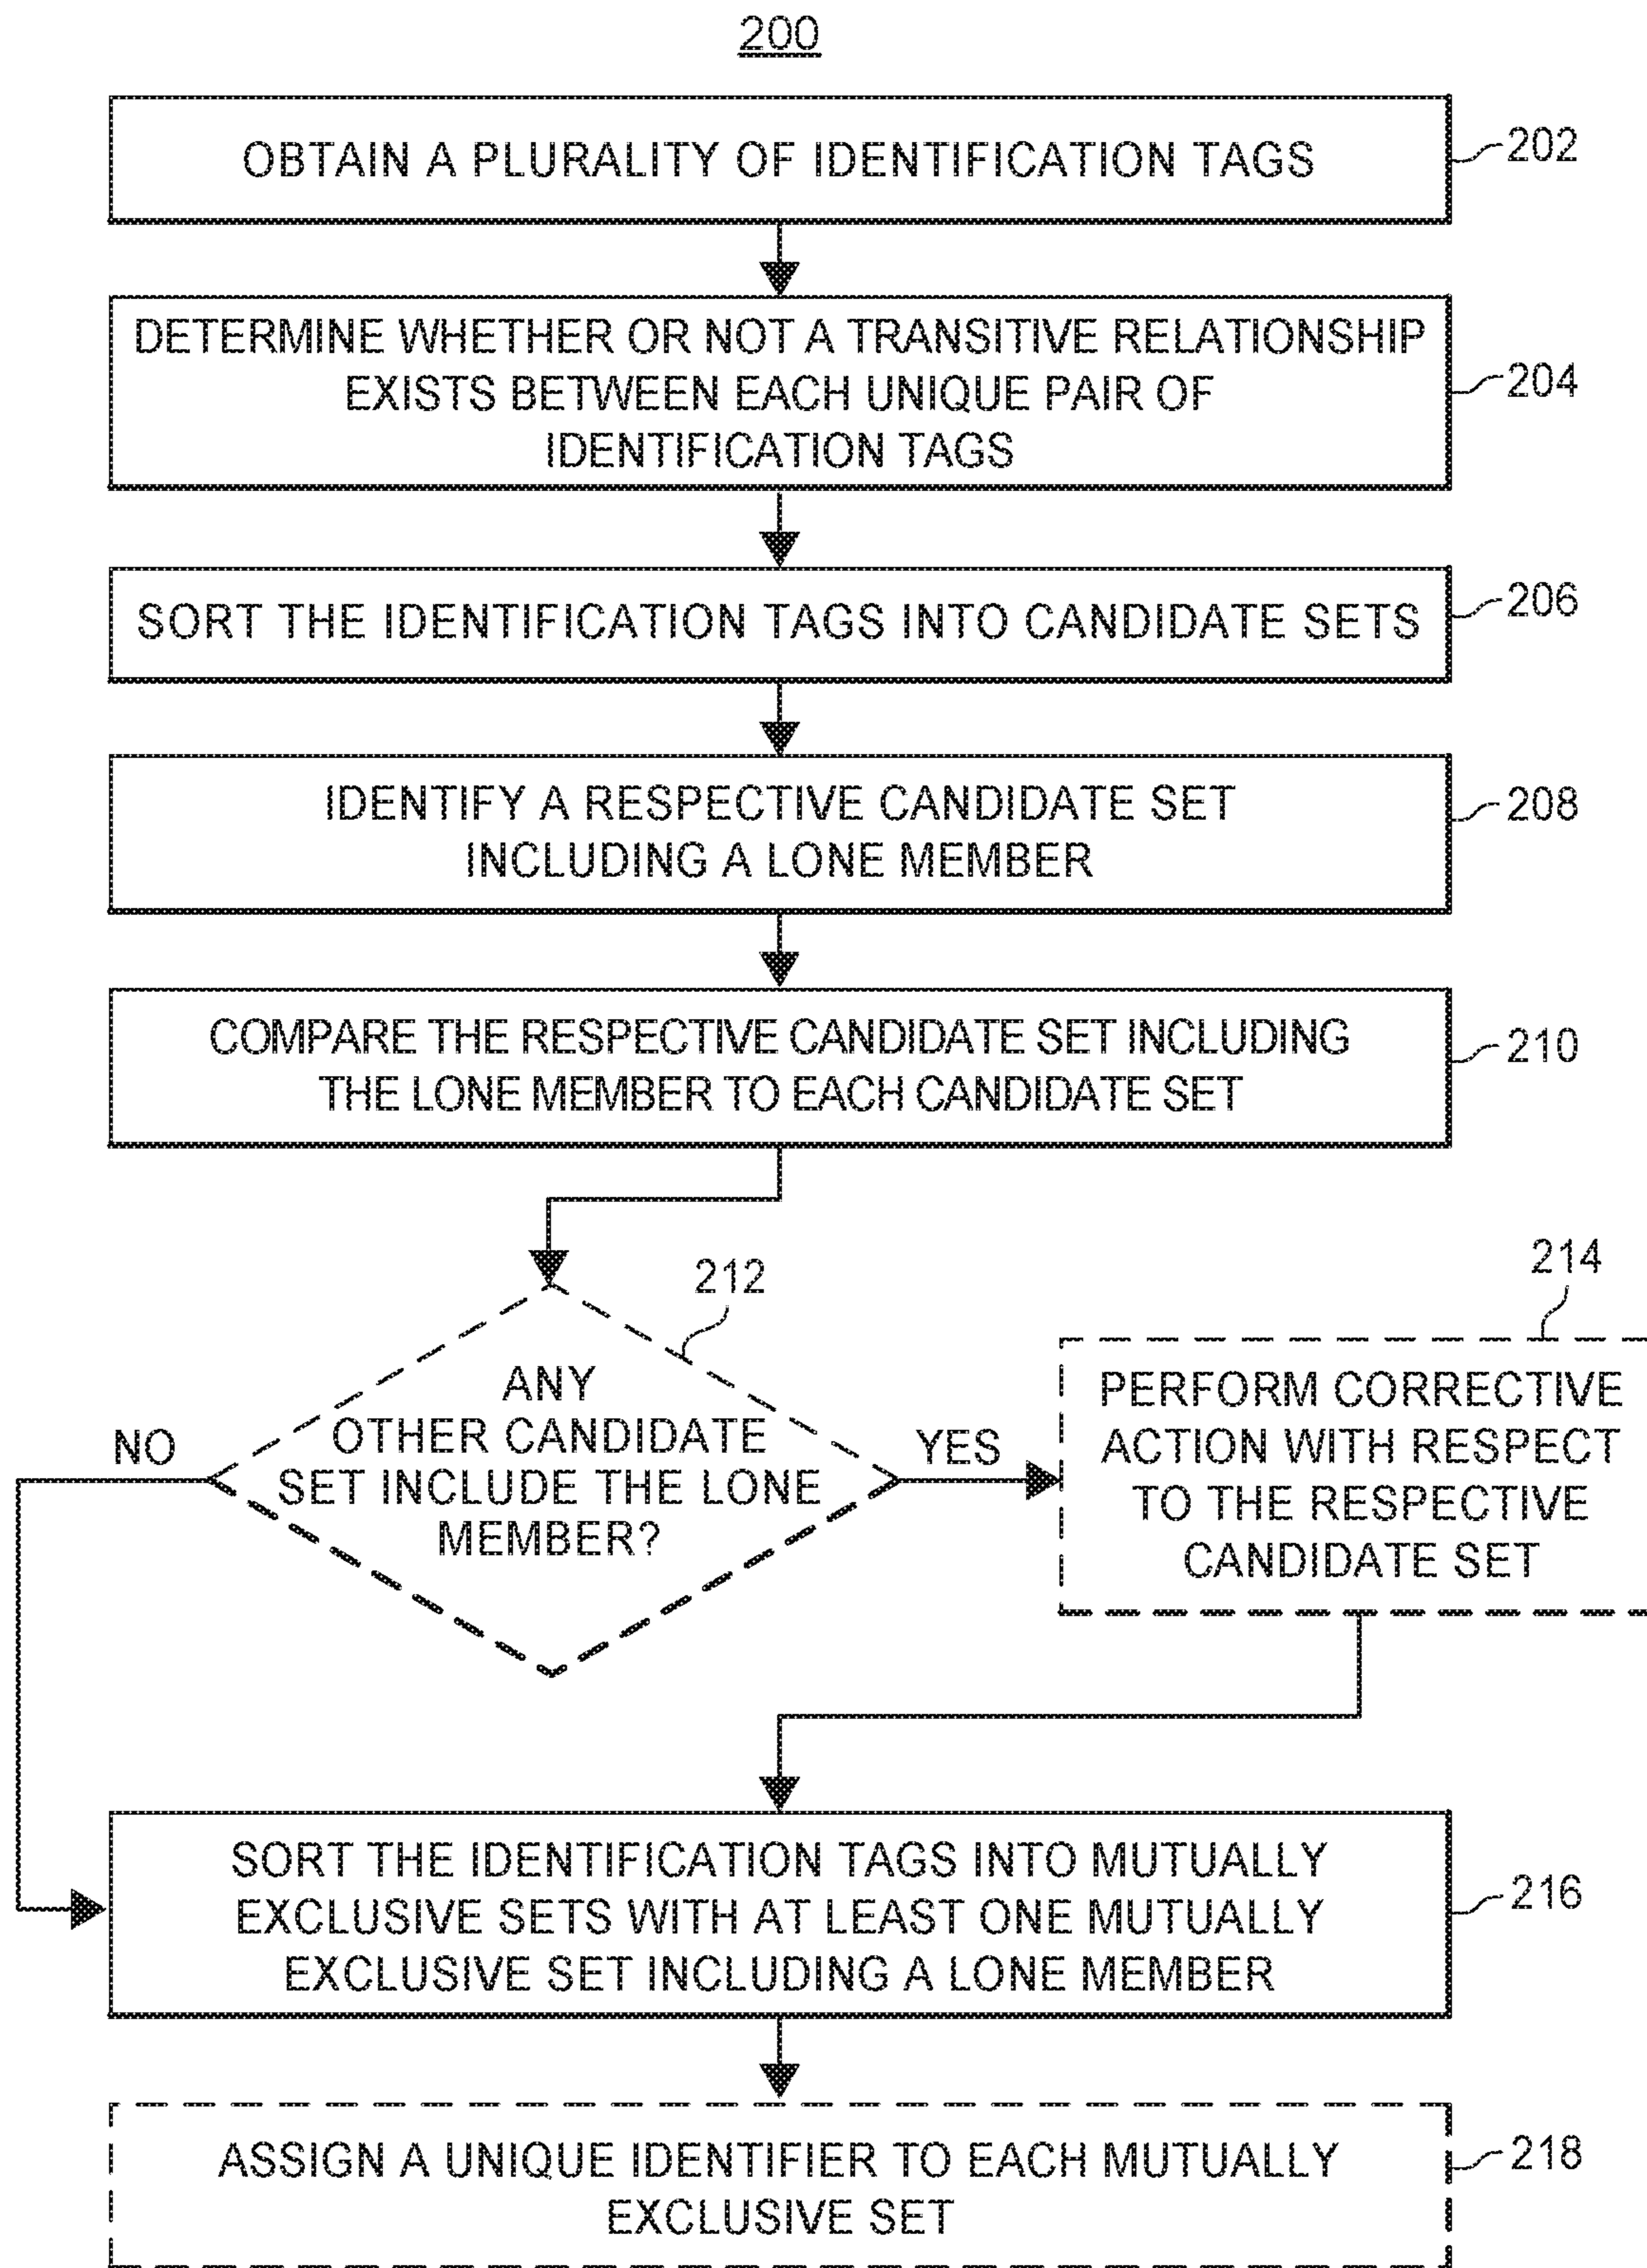 200
OBTAIN A PLURALITY OF IDENTIFICATION TAGS
202
DETERMINE WHETHER OR NOT A TRANSITIVE RELATIONSHIP
EXISTS BETWEEN EACH UNIQUE PAIR OF
IDENTIFICATION TAGS
204
SORT THE IDENTIFICATION TAGS INTO CANDIDATE SETS
206
IDENTIFY A RESPECTIVE CANDIDATE SET
INCLUDING A LONE MEMBER
208
COMPARE THE RESPECTIVE CANDIDATE SET INCLUDING
THE LONE MEMBER TO EACH CANDIDATE SET
210
212
ANY
OTHER CANDIDATE
SET INCLUDE THE LONE
MEMBER?
NO
YES
214
PERFORM CORRECTIVE
ACTION WITH RESPECT
TO THE RESPECTIVE
CANDIDATE SET
SORT THE IDENTIFICATION TAGS INTO MUTUALLY
EXCLUSIVE SETS WITH AT LEAST ONE MUTUALLY
EXCLUSIVE SET INCLUDING A LONE MEMBER
216
ASSIGN A UNIQUE IDENTIFIER TO EACH MUTUALLY
EXCLUSIVE SET
218